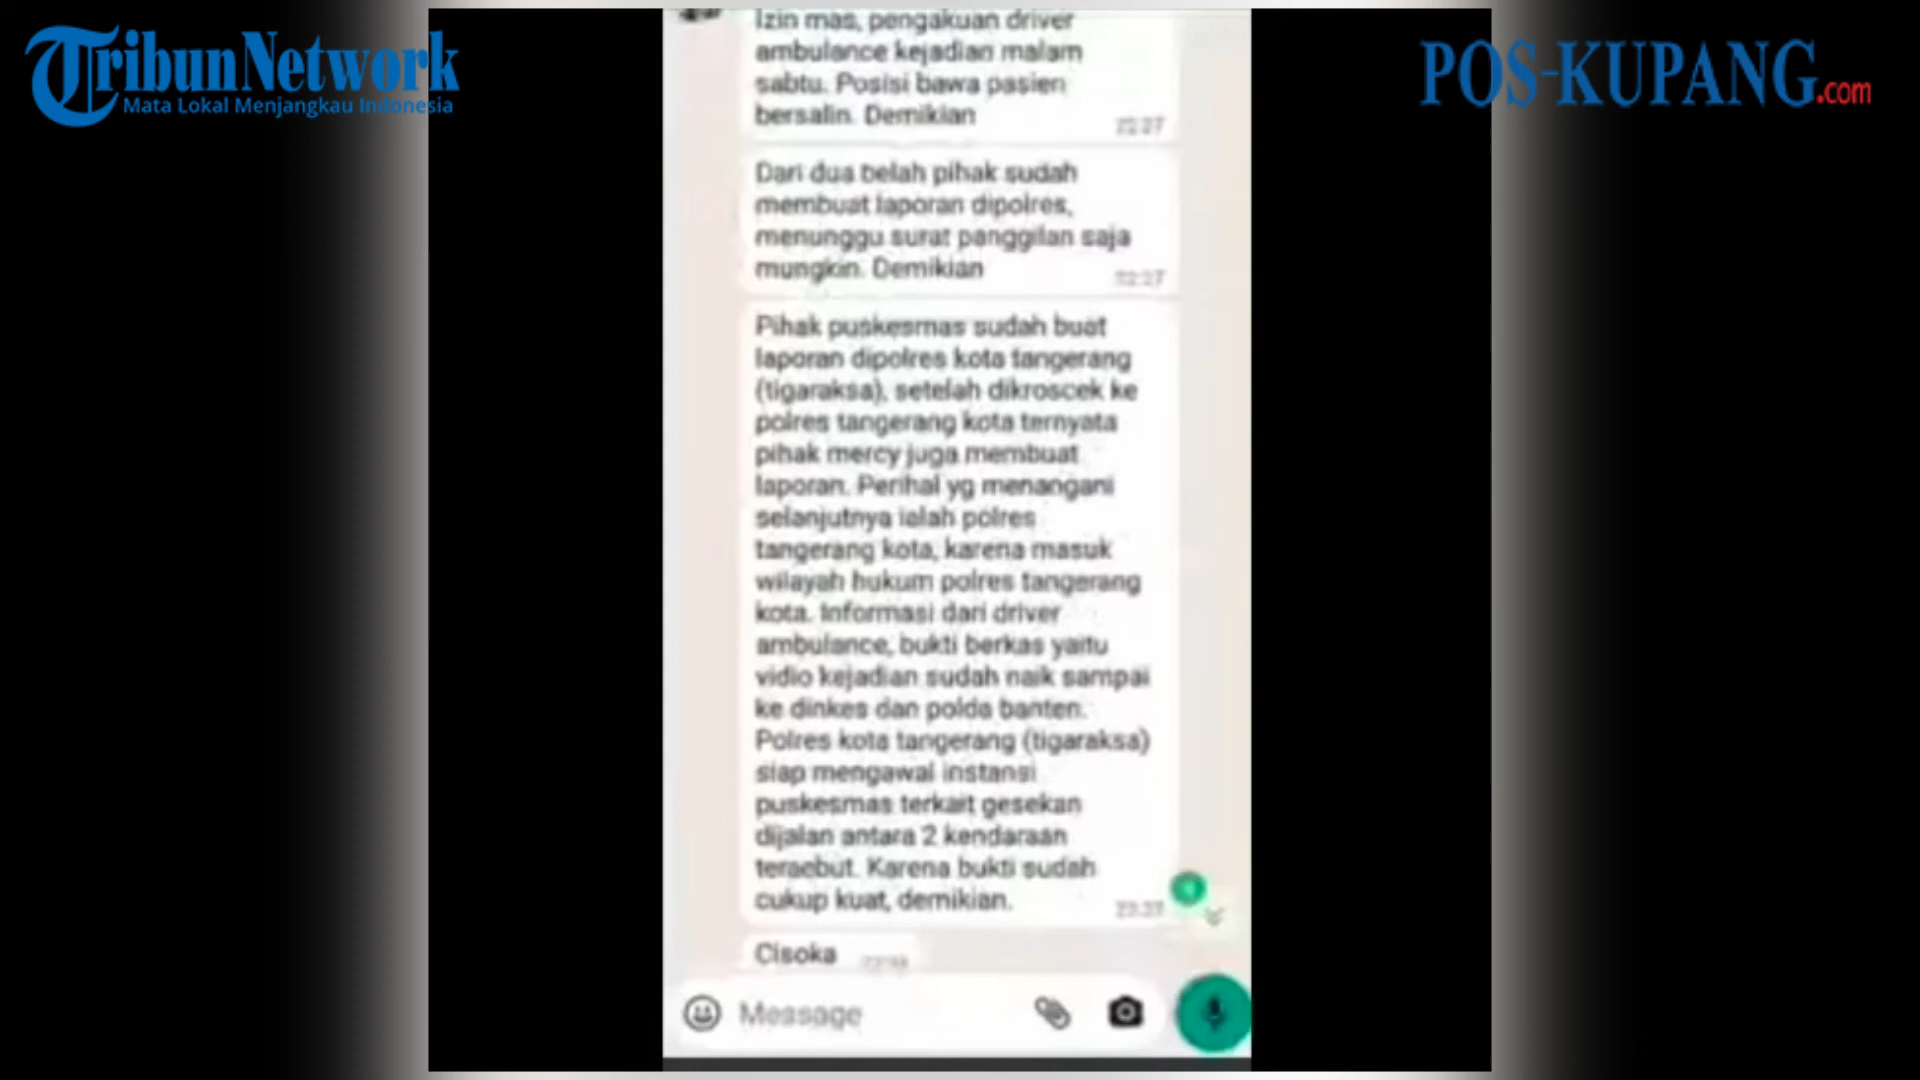 TribunNetwork
Mata Lokal Menjangkau Indonesia
POS-KUPANG.com
Izin mas, pengakuan driver
ambulance kejadian malam
sabtu. Posisi bawa pasien
bersalin. Demikian
Dari dua belah pihak sudah
membuat laporan dipolres,
menunggu surat panggilan saja
mungkin. Demikian
Pihak puskesmas sudah buat
laporan dipolres kota tangerang
(tigaraksa), setelah dikroscek ke
polres tangerang kota ternyata
pihak mercy juga membuat
laporan. Perihal yg menangani
selanjutnya ialah polres
tangerang kota, karena masuk
wilayah hukum polres tangerang
kota. Informasi dari driver
ambulance, bukti berkas yaitu
vidio kejadian sudah naik sampai
ke dinkes dan polda banten.
Polres kota tangerang (tigaraksa)
siap mengawal instansi
puskesmas terkait gesekan
dijalan antara 2 kendaraan
tersebut. Karena bukti sudah
cukup kuat, demikian.
Cisoka
Message